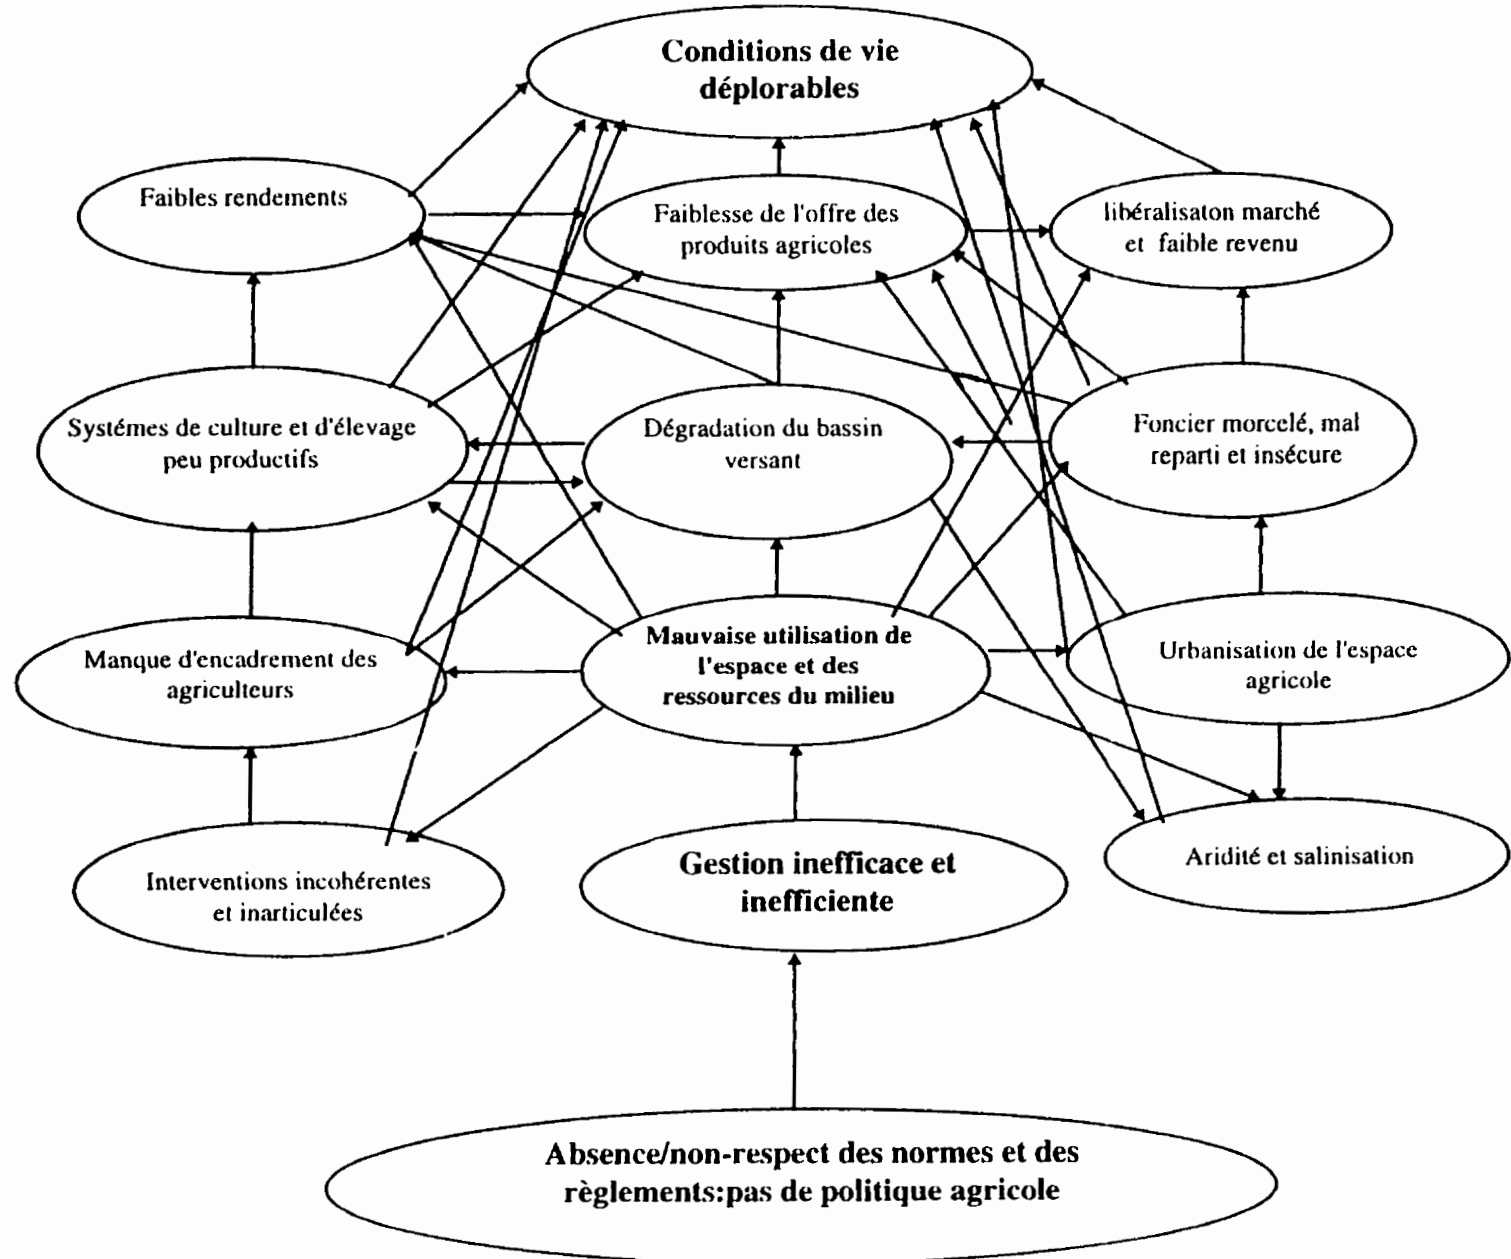 Conditions de vie
déplorables
Faibles rendements
Faiblesse de l'offre des
produits agricoles
libéralisaton marché
et faible revenu
Systémes de culture et d'élevage
peu productifs
Dégradation du bassin
versant
Foncier morcelé, mal
reparti et insécure
Manque d'encadrement des
agriculteurs
Mauvaise utilisation de
l'espace et des
ressources du milieu
Urbanisation de l'espace
agricole
Interventions incohérentes
et inarticulées
Gestion inefficace et
inefficiente
Aridité et salinisation
Absence/non-respect des normes et des
règlements:pas de politique agricole